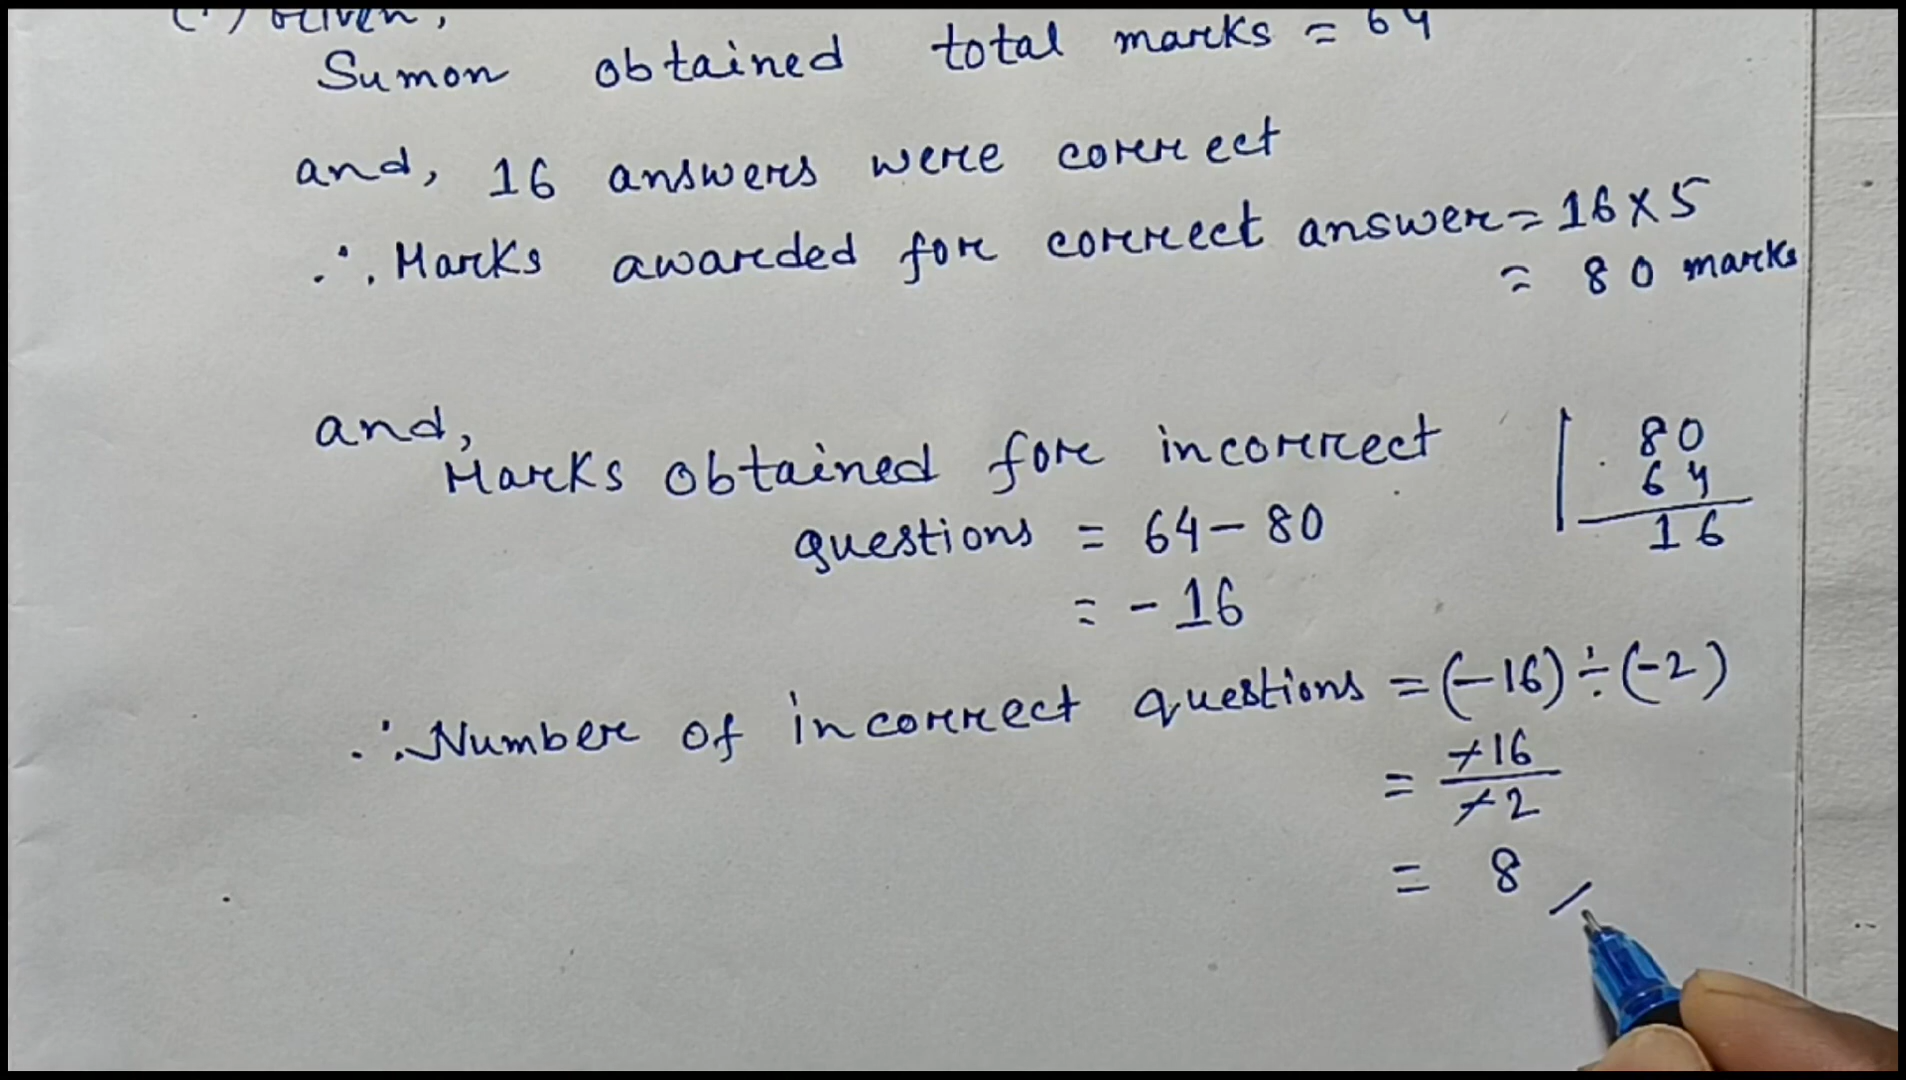 (i) Given,
Sumon obtained total marks = 64
and, 16 answers were correct
∴ Marks awarded for correct answer = 16 × 5
= 80 marks
and,
Marks obtained for incorrect
questions = 64 - 80
= - 16
80
64
16
∴ Number of incorrect questions = (-16) ÷ (-2)
= -16
-2
= 8